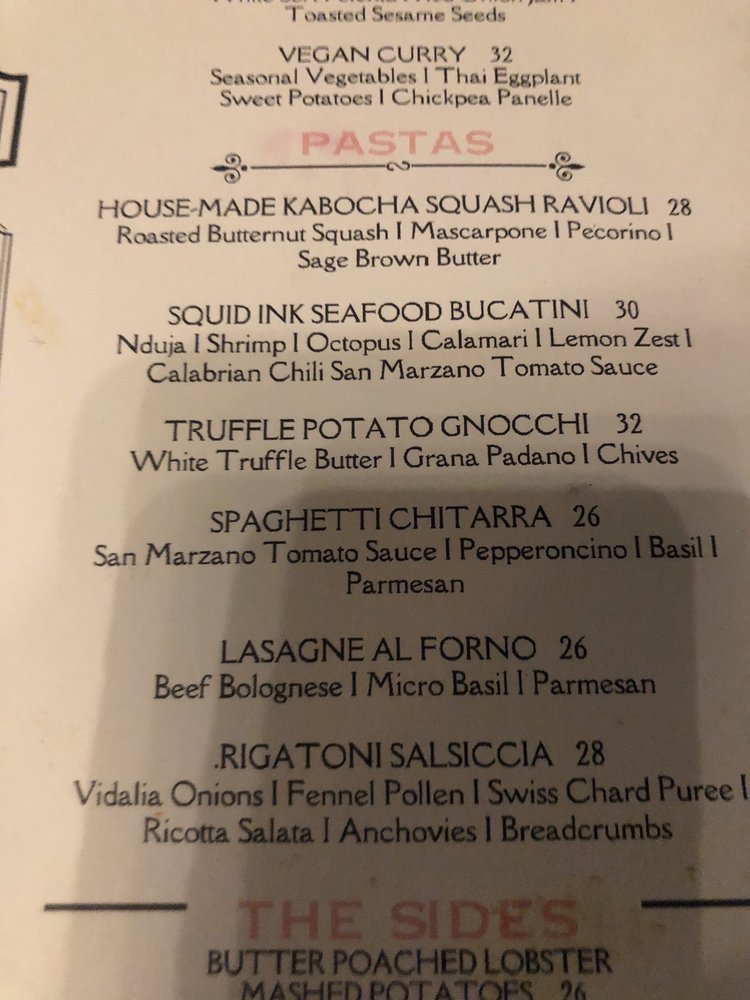 Toasted Sesame Seeds
VEGAN CURRY 32
Seasonal Vegetables | Thai Eggplant
Sweet Potatoes | Chickpea Panelle
PASTAS
HOUSE-MADE KABOCHA SQUASH RAVIOLI 28
Roasted Butternut Squash | Mascarpone | Pecorino |
Sage Brown Butter
SQUID INK SEAFOOD BUCATINI 30
Nduja | Shrimp | Octopus | Calamari | Lemon Zest |
Calabrian Chili San Marzano Tomato Sauce
TRUFFLE POTATO GNOCCHI 32
White Truffle Butter | Grana Padano | Chives
SPAGHETTI CHITARRA 26
San Marzano Tomato Sauce | Pepperoncino | Basil |
Parmesan
LASAGNE AL FORNO 26
Beef Bolognese | Micro Basil | Parmesan
.RIGATONI SALSICCIA 28
Vidalia Onions | Fennel Pollen | Swiss Chard Puree |
Ricotta Salata | Anchovies | Breadcrumbs
THE SIDES
BUTTER POACHED LOBSTER
MASHED POTATOES 26